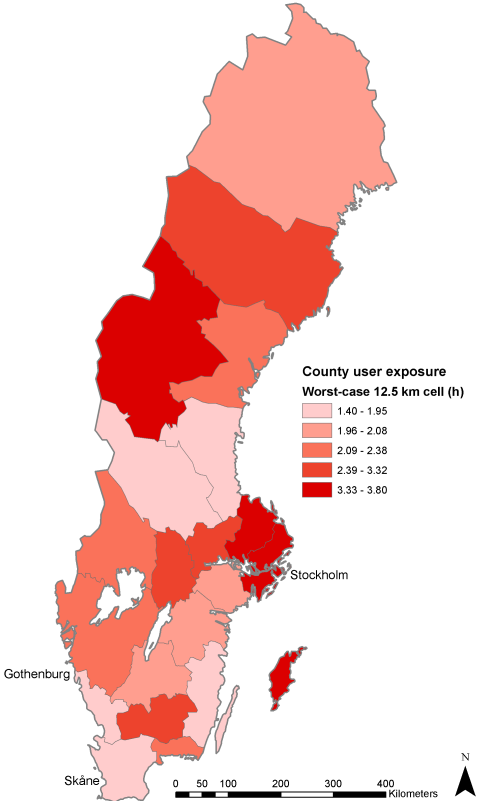 County user exposure
Worst-case 12.5 km cell (h)
1.40 - 1.95
1.96 - 2.08
2.09 - 2.38
2.39 - 3.32
3.33 - 3.80
Stockholm
Gothenburg
Skåne
N
0 50 100 200 300 400
Kilometers